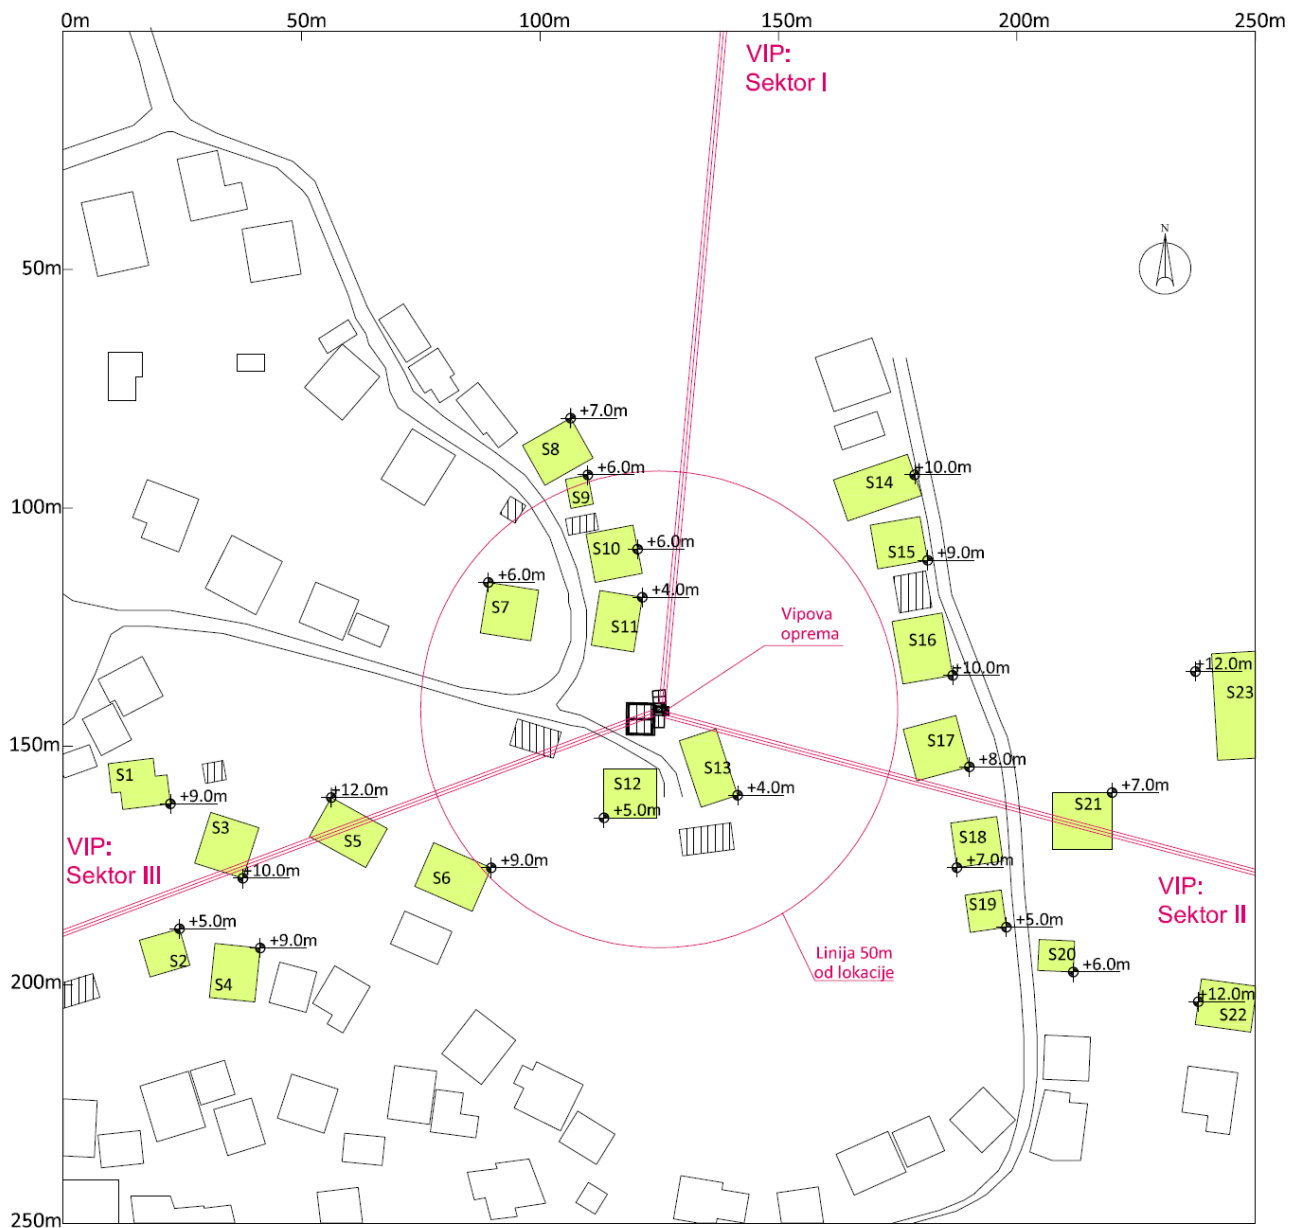 0m
50m
100m
150m
200m
250m
VIP:
Sektor I
N
50m
+7.0m
S8
+6.0m
S9
+10.0m
S14
100m
+6.0m
S10
+9.0m
S15
+6.0m
S7
+4.0m
S11
Vipova
oprema
S16
+10.0m
+12.0m
S23
150m
S17
+8.0m
S13
S12
+4.0m
+5.0m
S1
+9.0m
+12.0m
S5
S3
+10.0m
+7.0m
S21
S18
+7.0m
VIP:
Sektor III
+9.0m
S6
VIP:
Sektor II
S19
+5.0m
+5.0m
S2
+9.0m
S4
Linija 50m
od lokacije
S20
+6.0m
200m
+12.0m
S22
250m